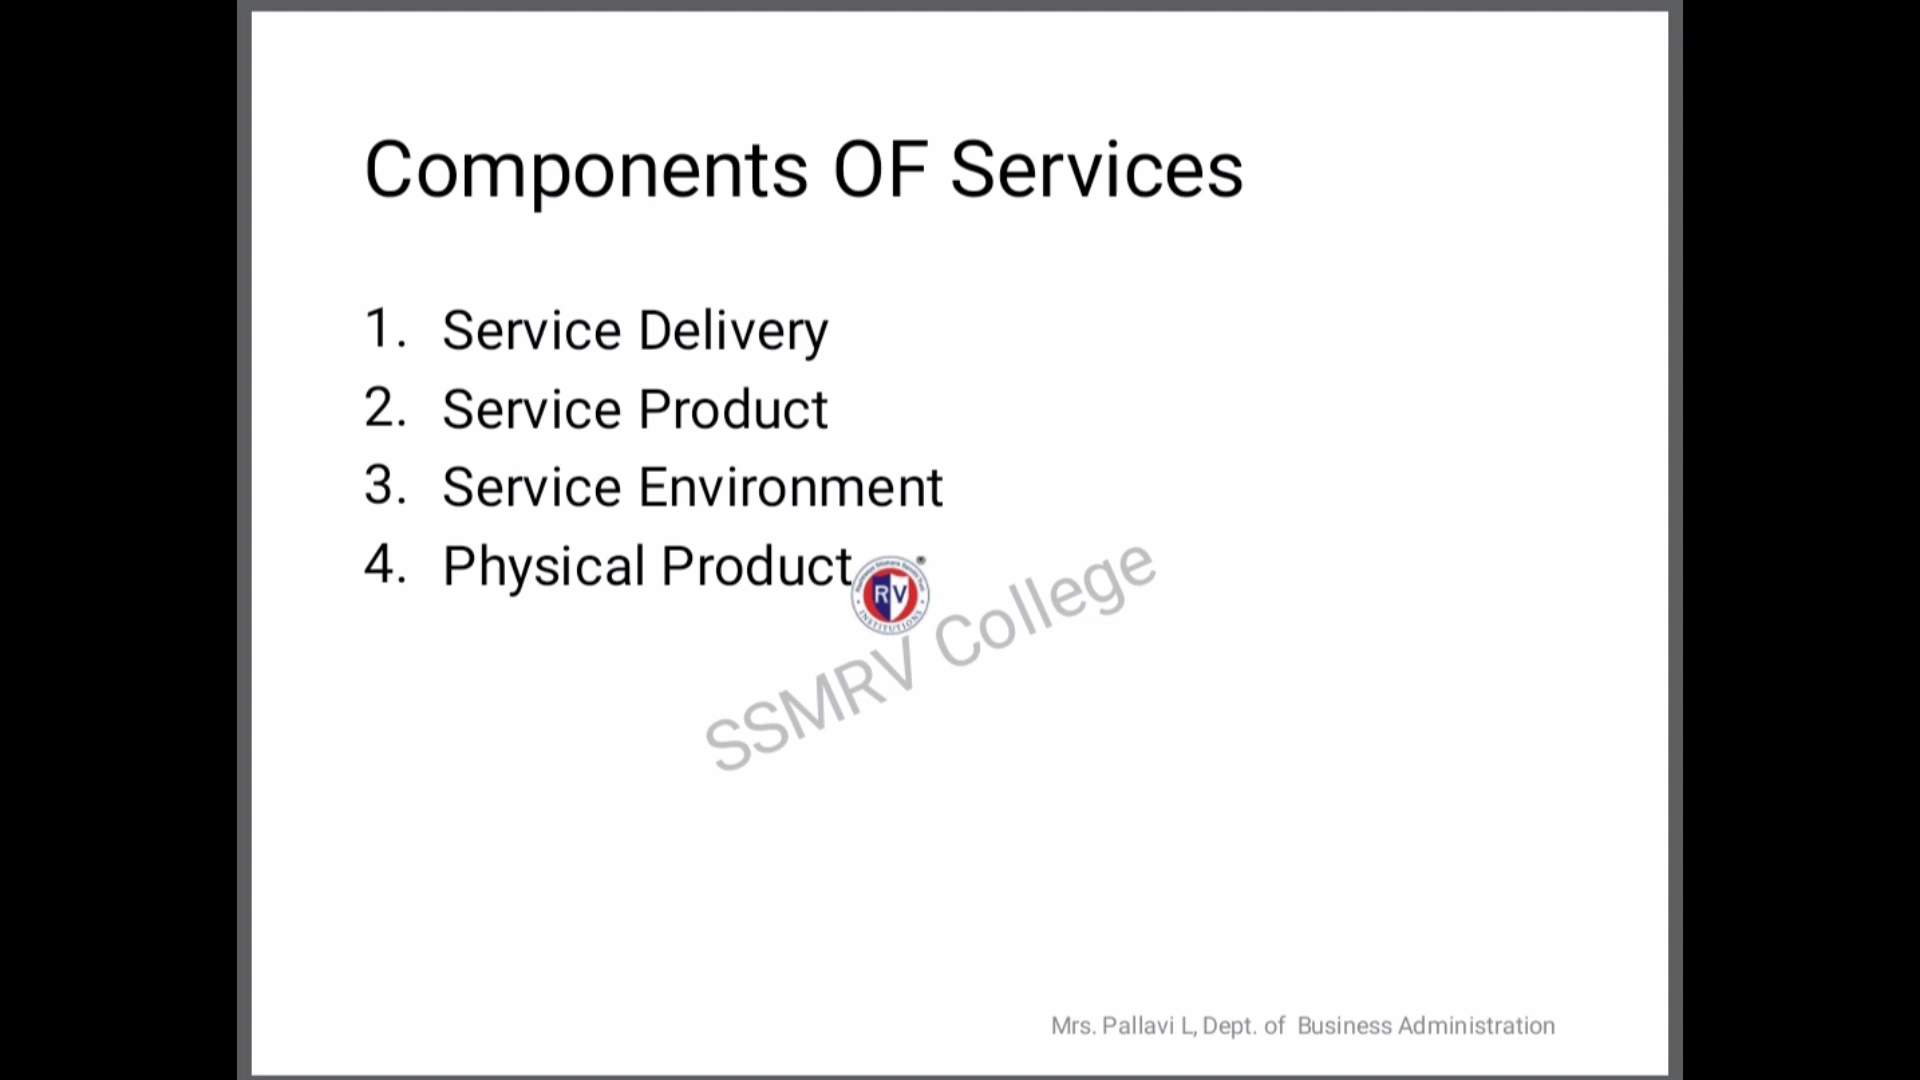 Components OF Services
1. Service Delivery
2. Service Product
3. Service Environment
4. Physical Product
RV
INSTITUTIONS
SSMRV College
Mrs. Pallavi L, Dept. of Business Administration